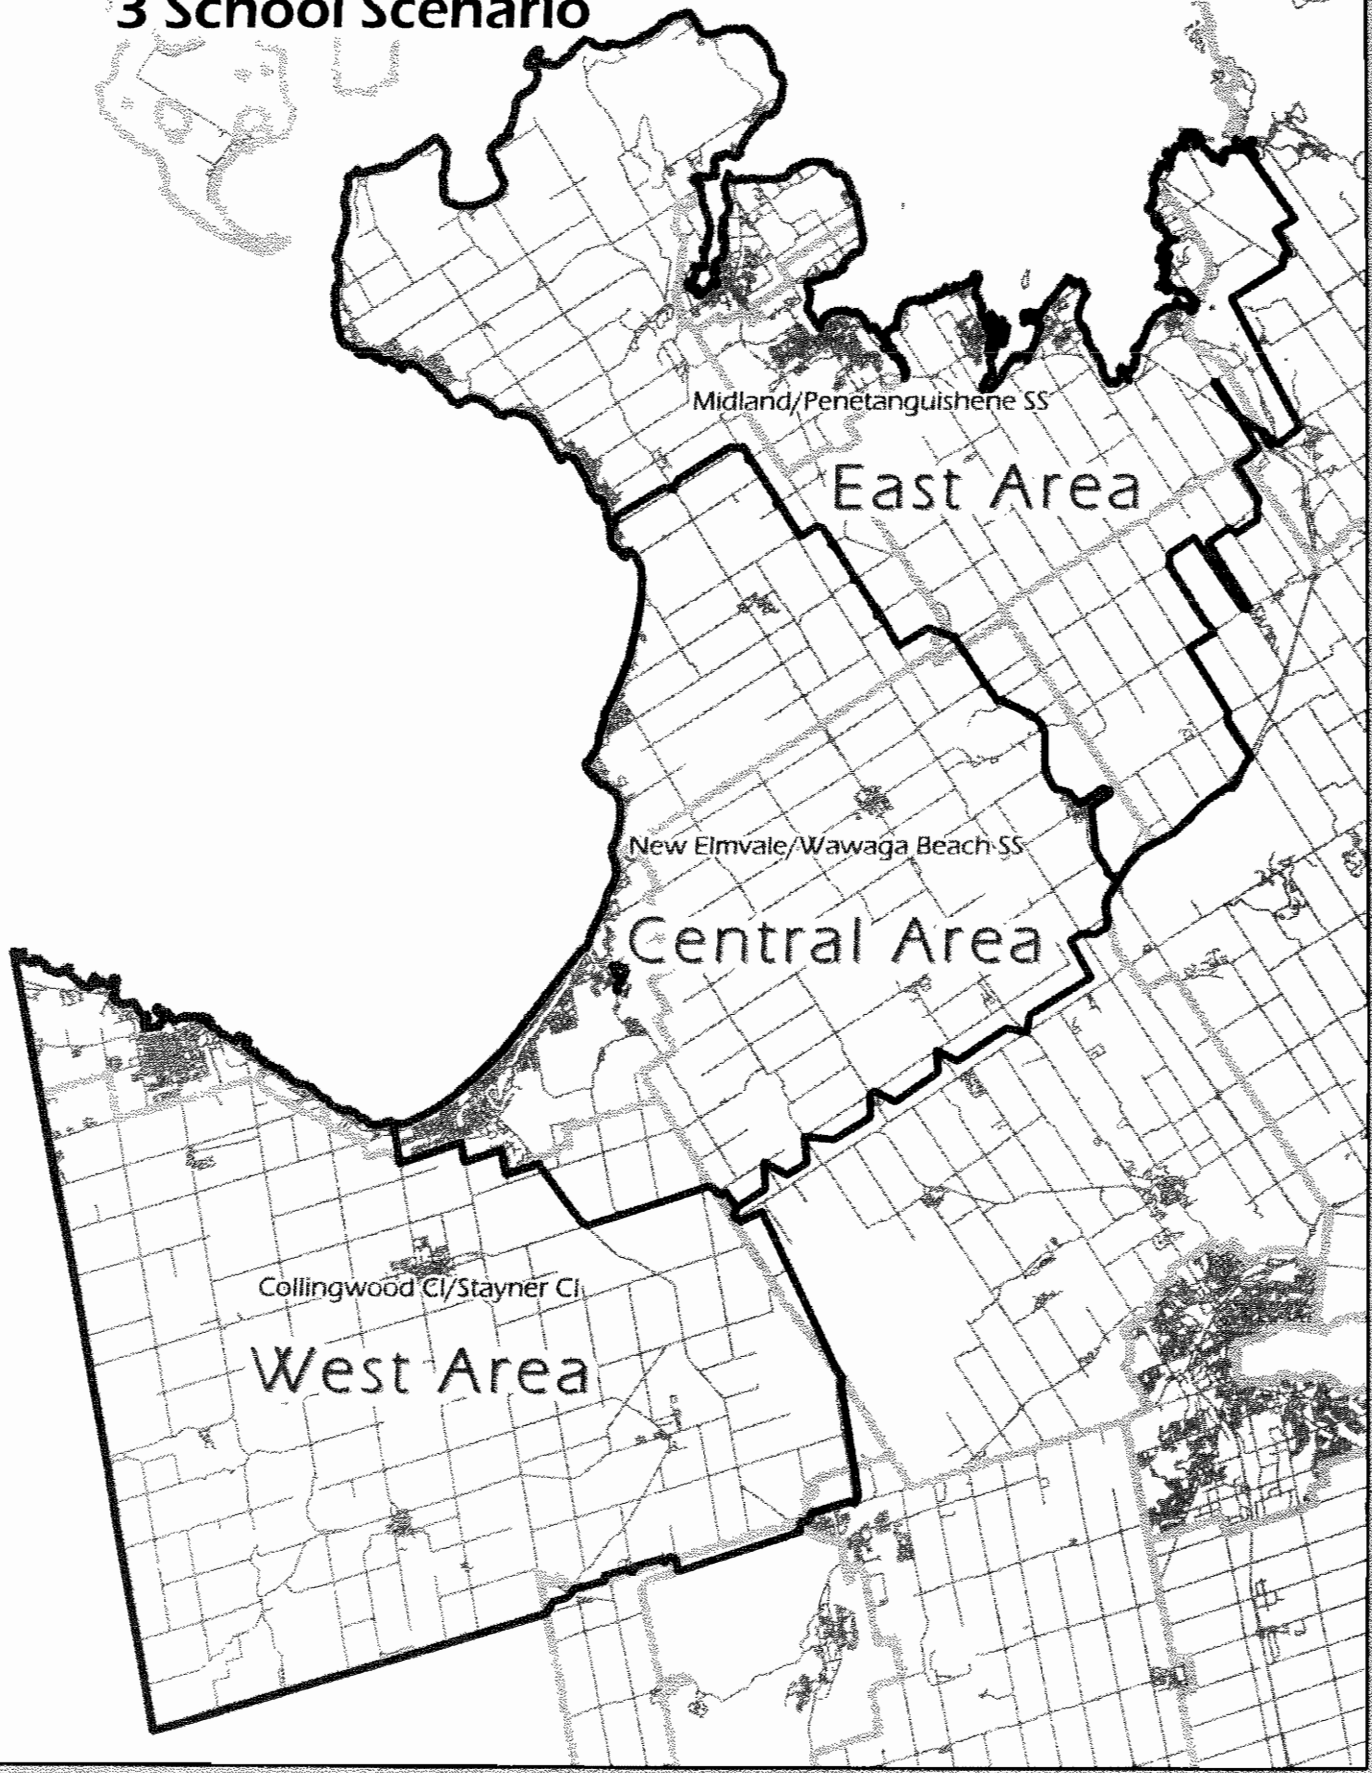 3 School Scenario
Midland/Penetanguishene SS
East Area
New Elmvale/Wawaga Beach SS
Central Area
Collingwood CI/Stayner CI
West Area